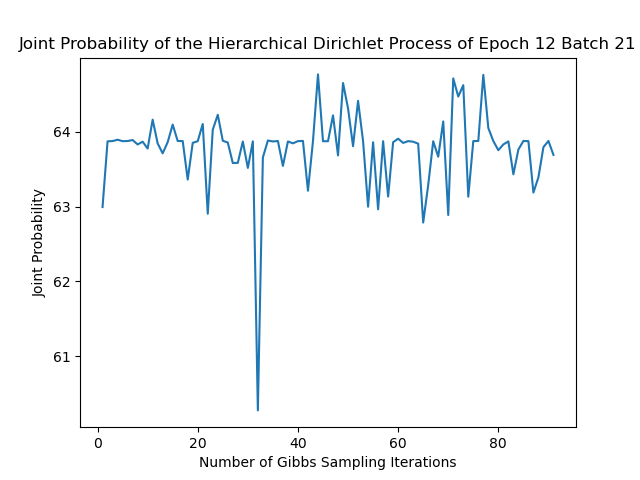 Joint Probability of the Hierarchical Dirichlet Process of Epoch 12 Batch 21
64
63
62
61
Joint Probability
0 20 40 60 80
Number of Gibbs Sampling Iterations